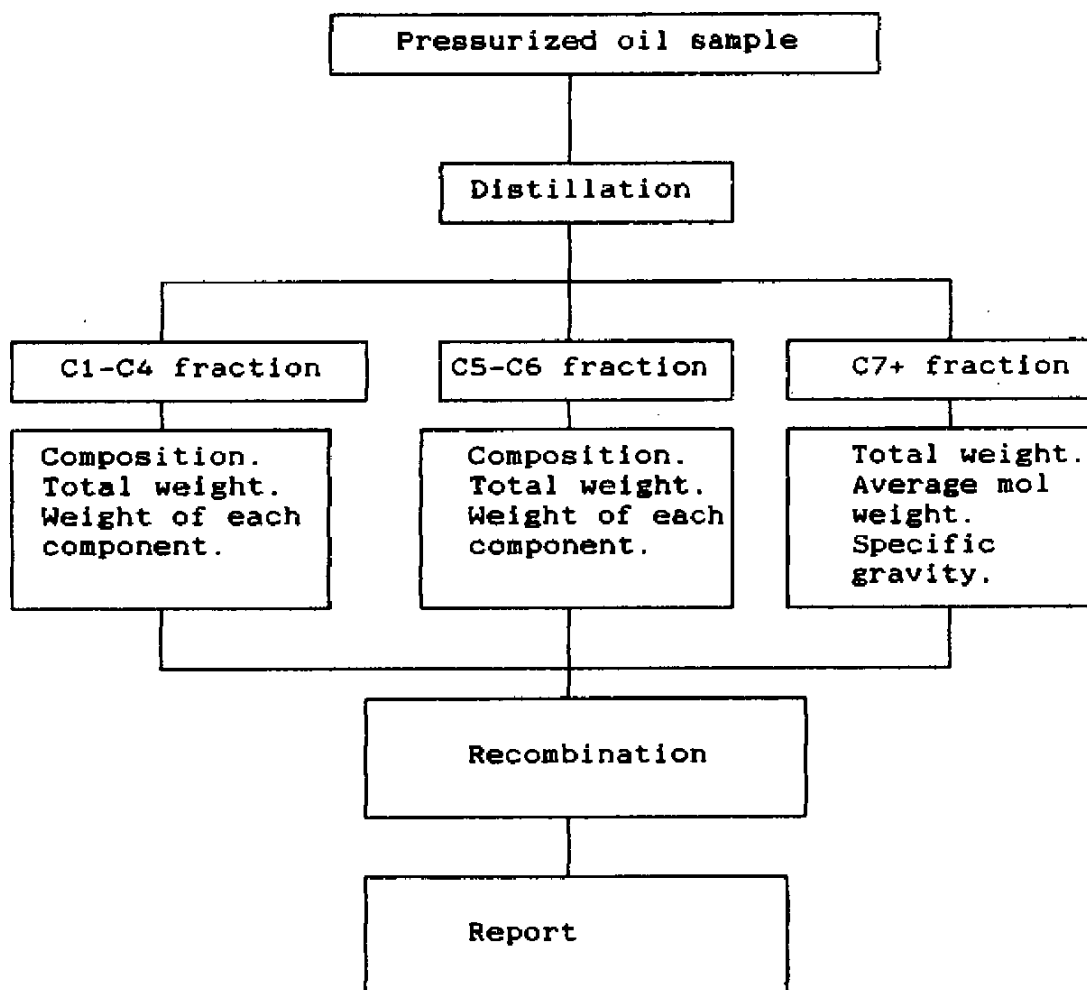 Pressurized oil sample
Distillation
C1-C4 fraction
C5-C6 fraction
C7+ fraction
Composition.
Total weight.
Weight of each
component.
Composition.
Total weight.
Weight of each
component.
Total weight.
Average mol
weight.
Specific
gravity.
Recombination
Report